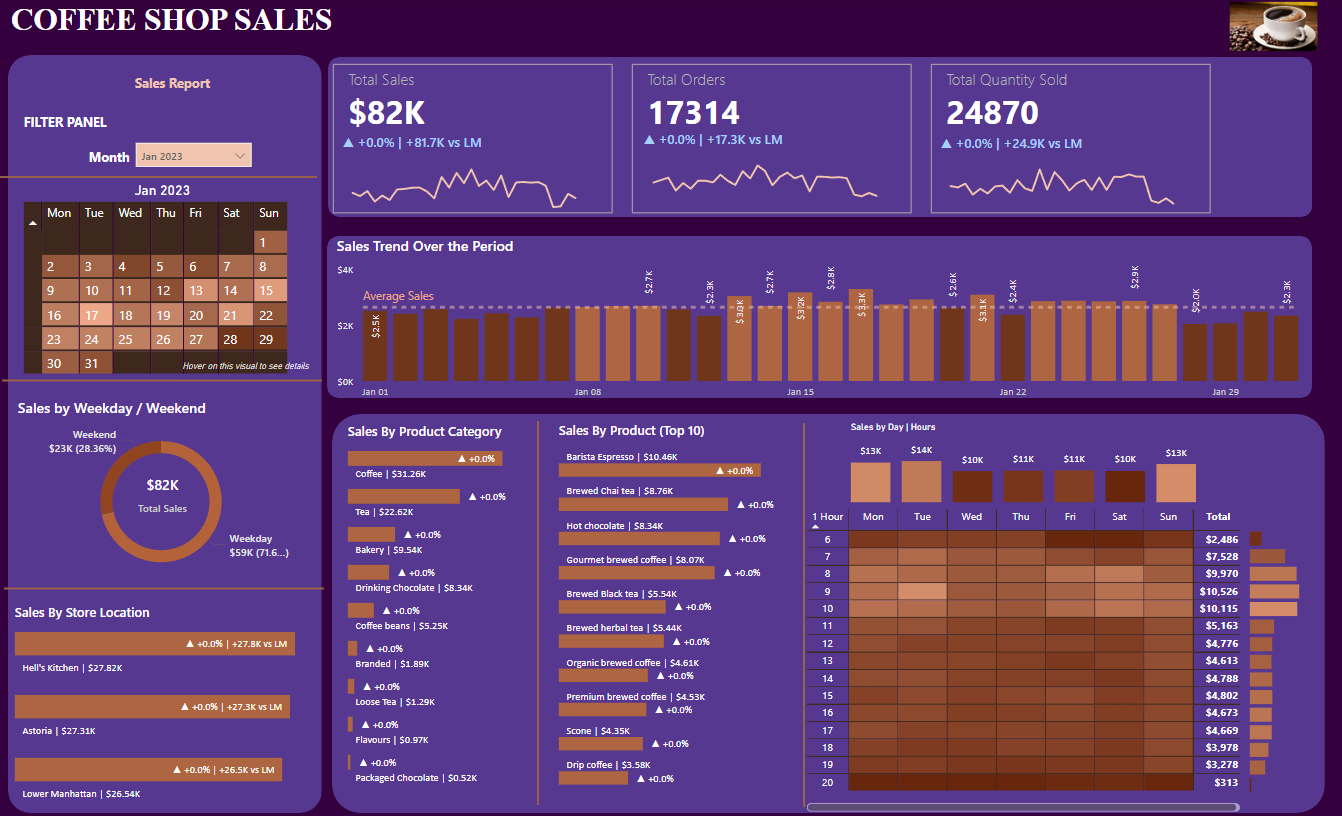 COFFEE SHOP SALES
Sales Report
FILTER PANEL
Month Jan 2023
Jan 2023
Mon Tue Wed Thu Fri Sat Sun
1
2 3 4 5 6 7 8
9 10 11 12 13 14 15
16 17 18 19 20 21 22
23 24 25 26 27 28 29
30 31
Hover on this visual to see details
Sales by Weekday / Weekend
Weekend
$23K (28.36%)
$82K
Total Sales
Weekday
$59K (71.6...)
Sales By Store Location
▲ +0.0% | +27.8K vs LM
Hell's Kitchen | $27.82K
▲ +0.0% | +27.3K vs LM
Astoria | $27.31K
▲ +0.0% | +26.5K vs LM
Lower Manhattan | $26.54K
Total Sales
$82K
▲ +0.0% | +81.7K vs LM
Total Orders
17314
▲ +0.0% | +17.3K vs LM
Total Quantity Sold
24870
▲ +0.0% | +24.9K vs LM
Sales Trend Over the Period
$4K
$2K
$0K
Average Sales
$2.5K
$2.7K
$2.3K
$3.0K
$2.7K
$3.2K
$2.8K
$3.3K
$2.6K
$3.1K
$2.4K
$2.9K
$2.0K
$2.3K
Jan 01 Jan 08 Jan 15 Jan 22 Jan 29
Sales By Product Category
▲ +0.0%
Coffee | $31.26K
▲ +0.0%
Tea | $22.62K
▲ +0.0%
Bakery | $9.54K
▲ +0.0%
Drinking Chocolate | $8.34K
▲ +0.0%
Coffee beans | $5.25K
▲ +0.0%
Branded | $1.89K
▲ +0.0%
Loose Tea | $1.29K
▲ +0.0%
Flavours | $0.97K
▲ +0.0%
Packaged Chocolate | $0.52K
Sales By Product (Top 10)
Barista Espresso | $10.46K
▲ +0.0%
Brewed Chai tea | $8.76K
▲ +0.0%
Hot chocolate | $8.34K
▲ +0.0%
Gourmet brewed coffee | $8.07K
▲ +0.0%
Brewed Black tea | $5.54K
▲ +0.0%
Brewed herbal tea | $5.44K
▲ +0.0%
Organic brewed coffee | $4.61K
▲ +0.0%
Premium brewed coffee | $4.53K
▲ +0.0%
Scone | $4.35K
▲ +0.0%
Drip coffee | $3.58K
▲ +0.0%
Sales by Day | Hours
$13K $14K $10K $11K $11K $10K $13K
1 Hour Mon Tue Wed Thu Fri Sat Sun Total
6 $2,486
7 $7,528
8 $9,970
9 $10,526
10 $10,115
11 $5,163
12 $4,776
13 $4,613
14 $4,788
15 $4,802
16 $4,673
17 $4,669
18 $3,978
19 $3,278
20 $313